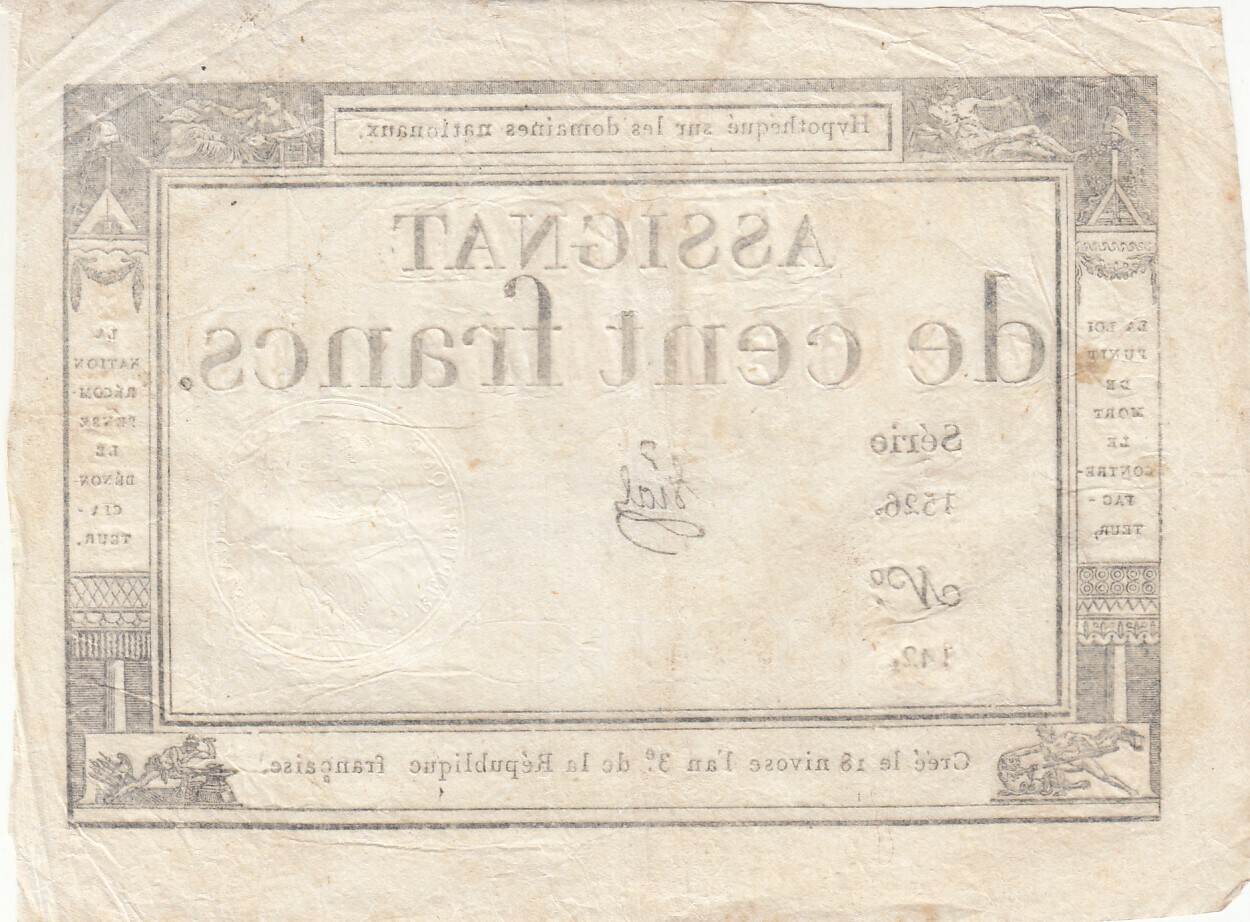 Hypothéqué sur les domaines nationaux.
ASSIGNAT
de cent francs.
Série
1526.
Nº.
142.
LA LOI
PUNIT
DE
MORT
LE
CONTRE-
FAC-
TEUR,
LA
NATION
RÉCOM-
PENSE
LE
DÉNON-
CIA-
TEUR.
Créé le 18 nivose l'an 3e. de la République française.